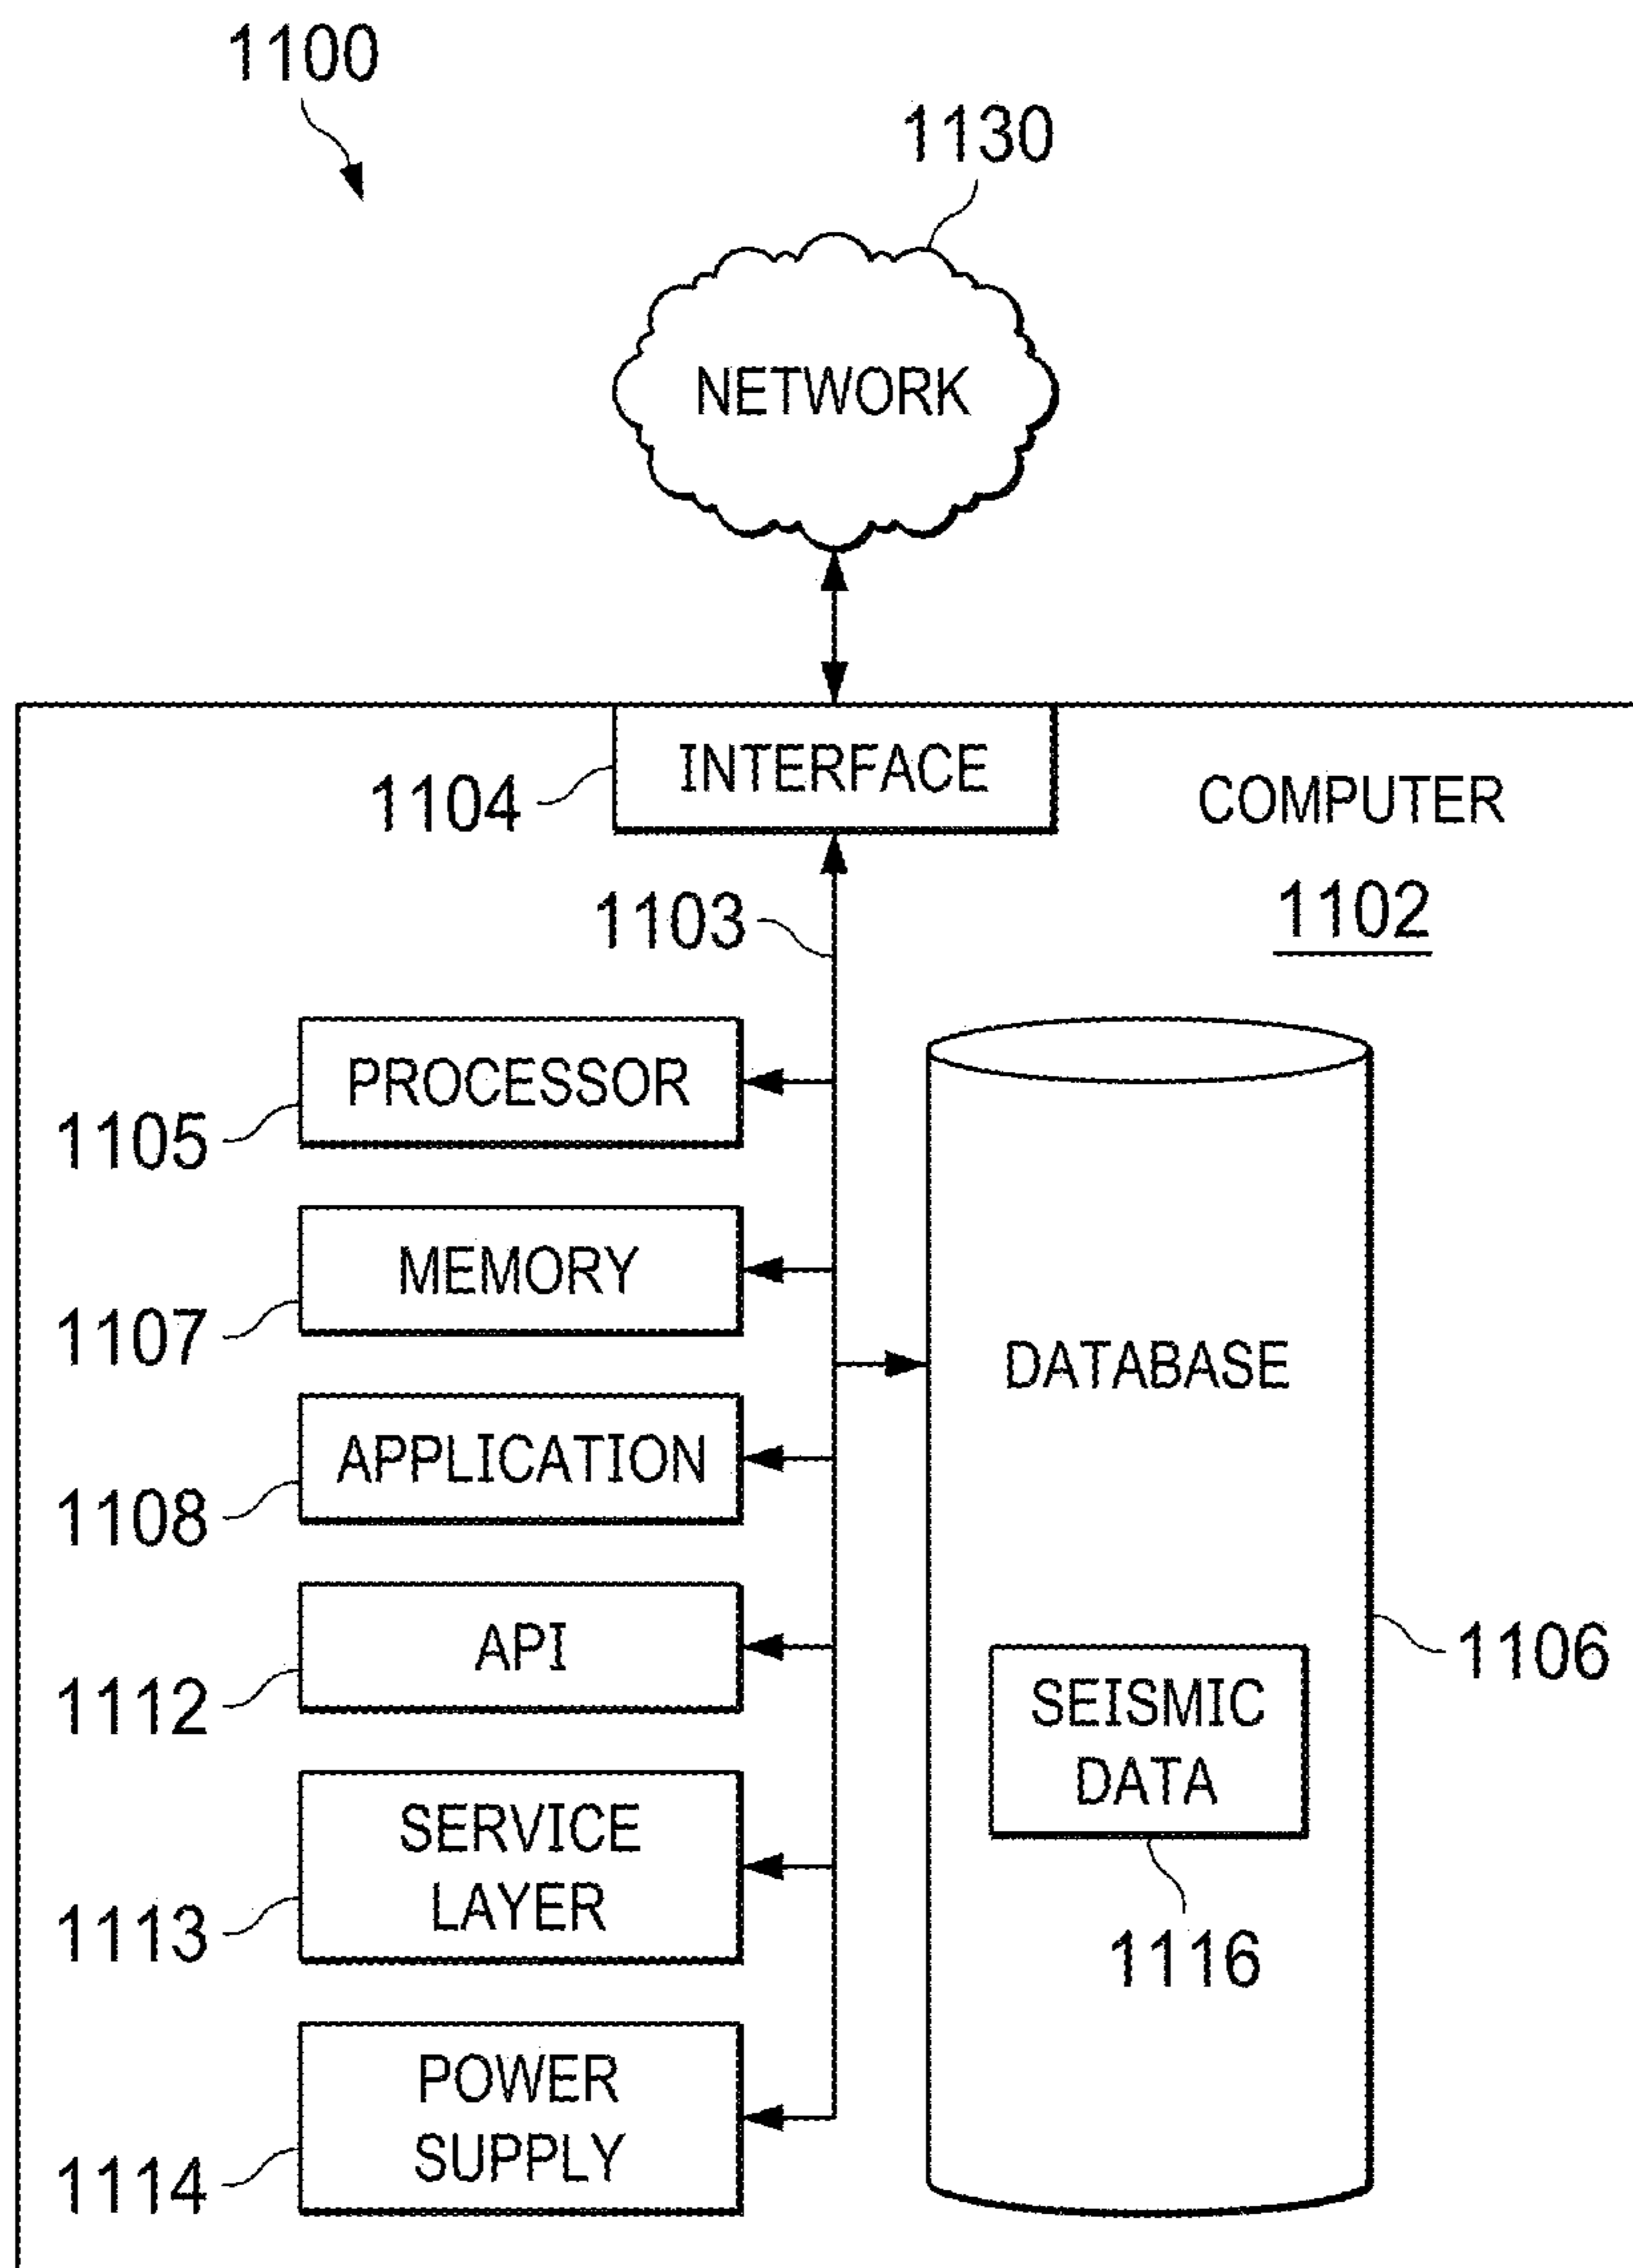 1100
1130
NETWORK
INTERFACE
1104
COMPUTER
1102
1103
PROCESSOR
1105
MEMORY
1107
DATABASE
APPLICATION
1108
API
1112
1106
SEISMIC
DATA
SERVICE
LAYER
1113
1116
POWER
SUPPLY
1114